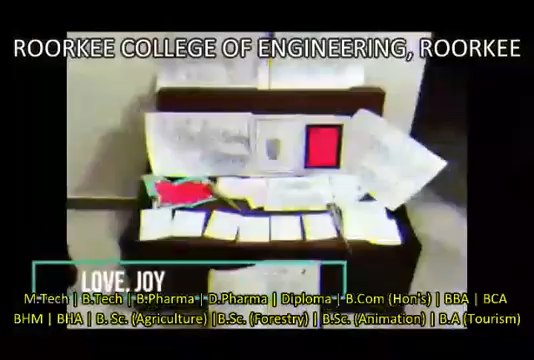 ROORKEE COLLEGE OF ENGINEERING, ROORKEE
LOVE, JOY
M.Tech | B.Tech | B.Pharma | D.Pharma | Diploma | B.Com (Hon's) | BBA | BCA
BHM | BHA | B. Sc. (Agriculture) |B.Sc. (Forestry) | B.Sc. (Animation) | B.A (Tourism)